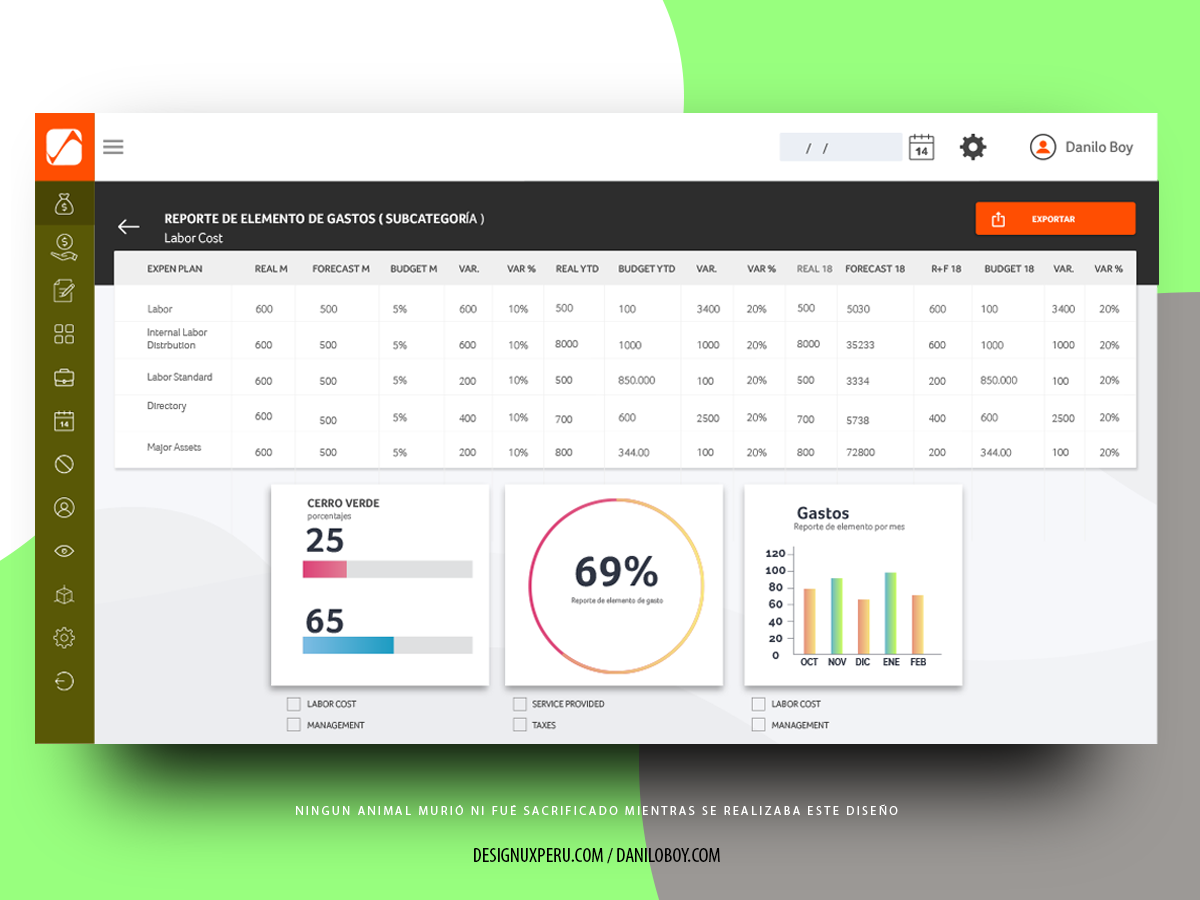 / /
14
Danilo Boy
REPORTE DE ELEMENTO DE GASTOS ( SUBCATEGORÍA )
Labor Cost
EXPORTAR
EXPEN PLAN REAL M FORECAST M BUDGET M VAR. VAR % REAL YTD BUDGET YTD VAR. VAR % REAL 18 FORECAST 18 R+F 18 BUDGET 18 VAR. VAR %
Labor 600 500 5% 600 10% 500 100 3400 20% 500 5030 600 100 3400 20%
Internal Labor
Distrbution 600 500 5% 600 10% 8000 1000 1000 20% 8000 35233 600 1000 1000 20%
Labor Standard 600 500 5% 200 10% 500 850.000 100 20% 500 3334 200 850.000 100 20%
Directory 600 500 5% 400 10% 700 600 2500 20% 700 5738 400 600 2500 20%
Major Assets 600 500 5% 200 10% 800 344.00 100 20% 800 72800 200 344.00 100 20%
14
CERRO VERDE
porcentajes
25
65
69%
Reporte de elemento de gasto
Gastos
Reporte de elemento por mes
120
100
80
60
40
20
0
OCT NOV DIC ENE FEB
LABOR COST
MANAGEMENT
SERVICE PROVIDED
TAXES
LABOR COST
MANAGEMENT
NINGUN ANIMAL MURIÓ NI FUÉ SACRIFICADO MIENTRAS SE REALIZABA ESTE DISEÑO
DESIGNUXPERU.COM / DANILOBOY.COM